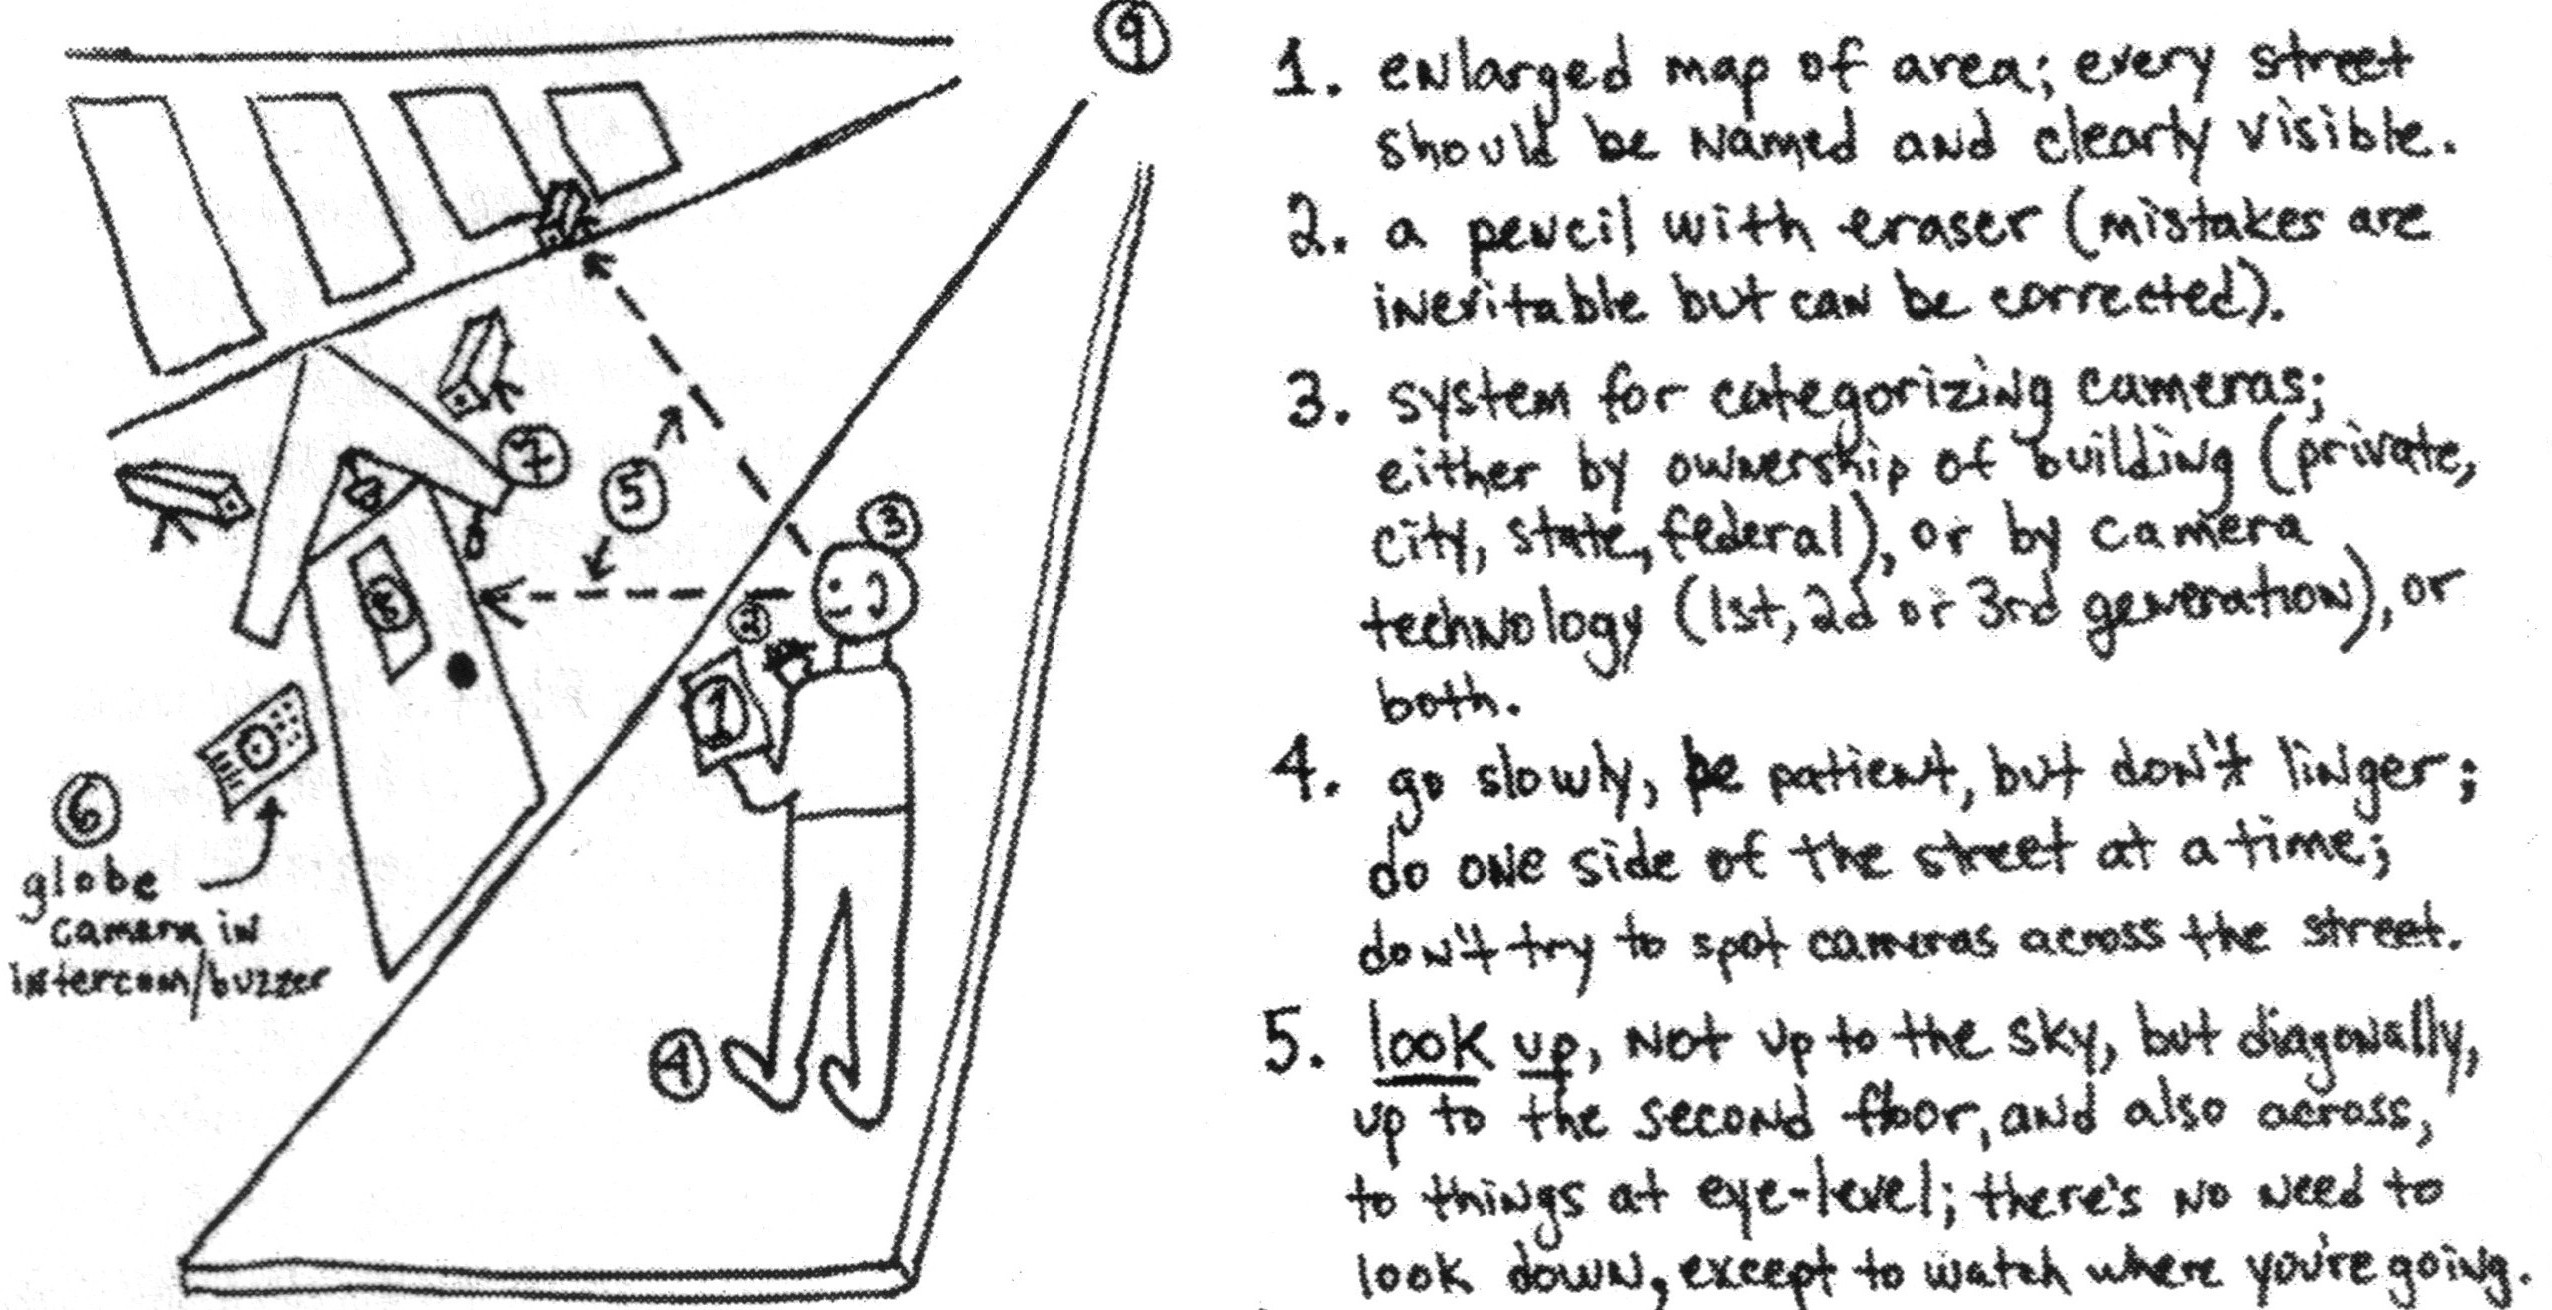 9
7
5
3
2
1
8
6
globe
camera in
intercom/buzzer
4
1. enlarged map of area; every street
should be named and clearly visible.
2. a pencil with eraser (mistakes are
inevitable but can be corrected).
3. system for categorizing cameras;
either by ownership of building (private,
city, state, federal), or by camera
technology (1st, 2d or 3rd generation), or
both.
4. go slowly, be patient, but don't linger;
do one side of the street at a time;
don't try to spot cameras across the street.
5. look up, not up to the sky, but diagonally,
up to the second floor, and also across,
to things at eye-level; there's no need to
look down, except to watch where you're going.